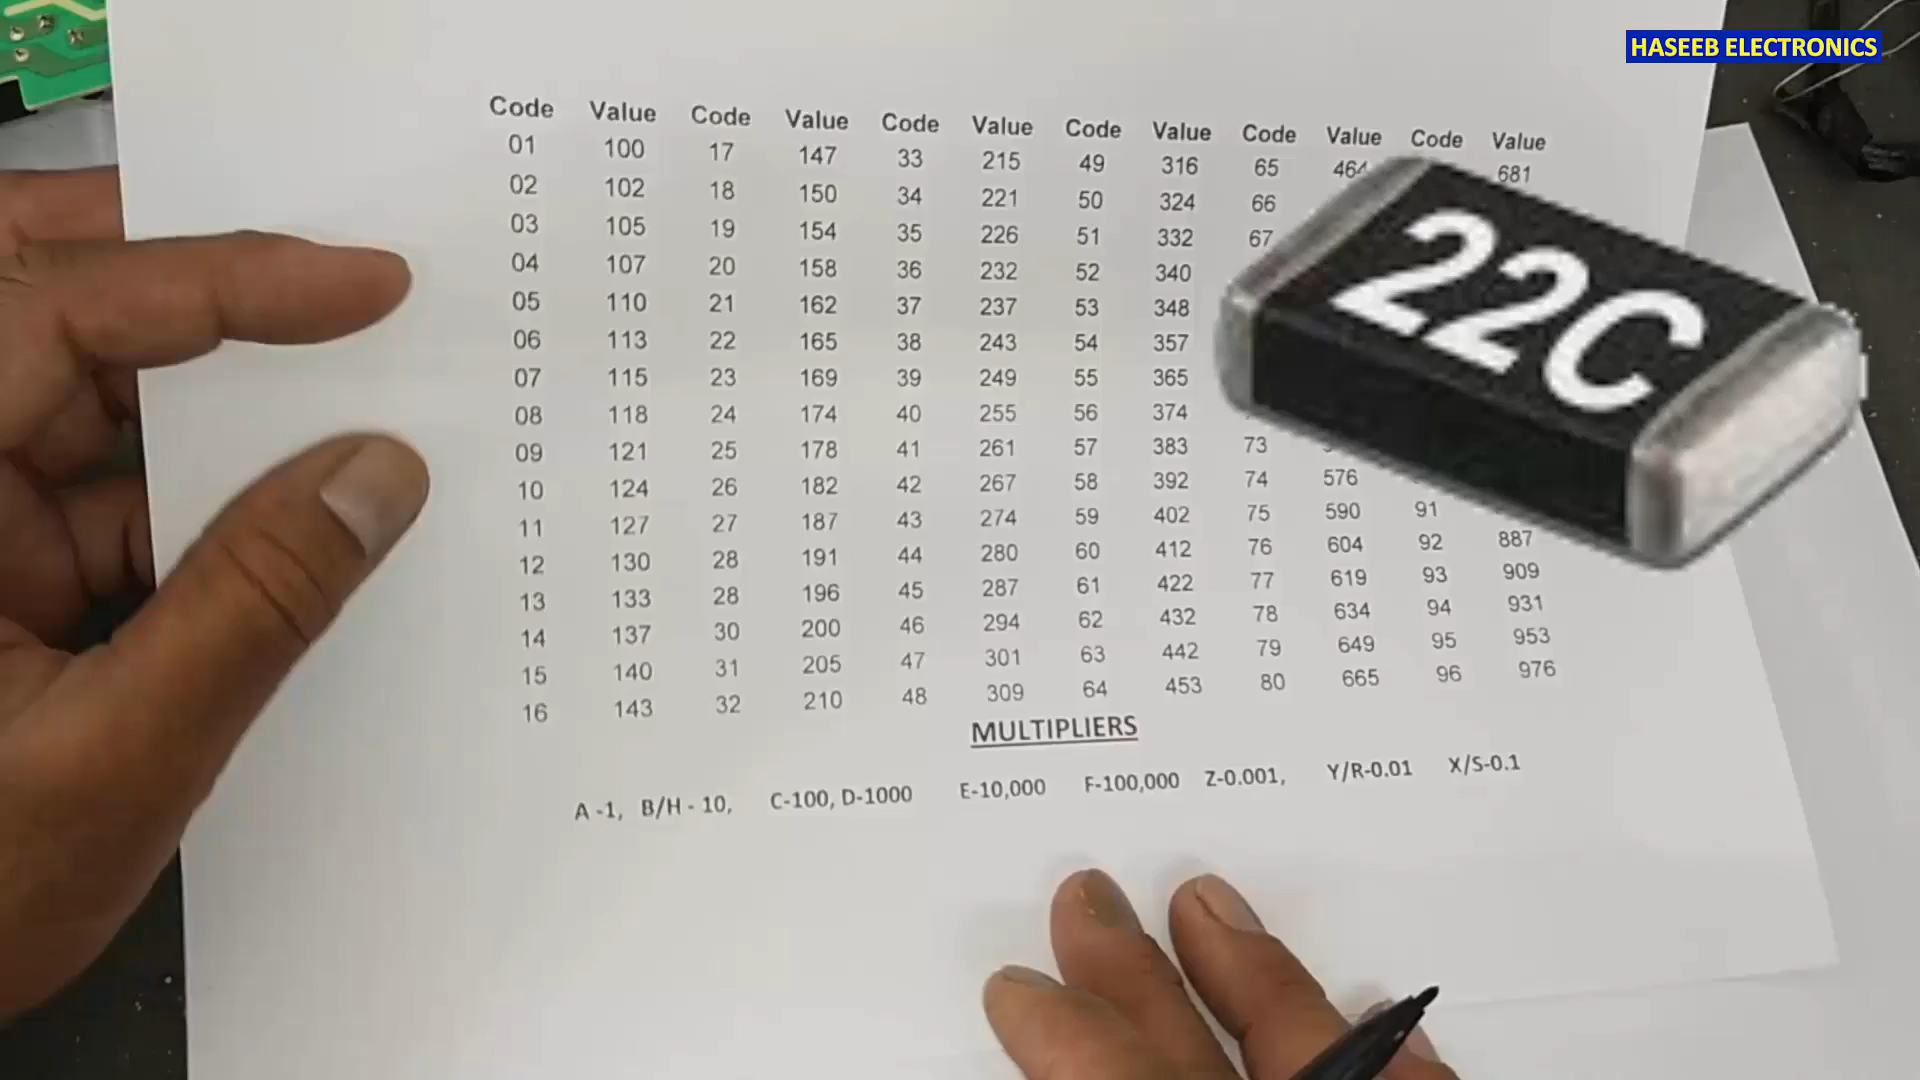 HASEEB ELECTRONICS
Code Value Code Value Code Value Code Value Code Value Code Value
01 100 17 147 33 215 49 316 65 464 681
02 102 18 150 34 221 50 324 66
03 105 19 154 35 226 51 332 67
04 107 20 158 36 232 52 340
05 110 21 162 37 237 53 348
06 113 22 165 38 243 54 357
07 115 23 169 39 249 55 365
08 118 24 174 40 255 56 374
09 121 25 178 41 261 57 383 73
10 124 26 182 42 267 58 392 74 576
11 127 27 187 43 274 59 402 75 590 91
12 130 28 191 44 280 60 412 76 604 92 887
13 133 28 196 45 287 61 422 77 619 93 909
14 137 30 200 46 294 62 432 78 634 94 931
15 140 31 205 47 301 63 442 79 649 95 953
16 143 32 210 48 309 64 453 80 665 96 976
MULTIPLIERS
A -1, B/H - 10, C-100, D-1000 E-10,000 F-100,000 Z-0.001, Y/R-0.01 X/S-0.1
22C